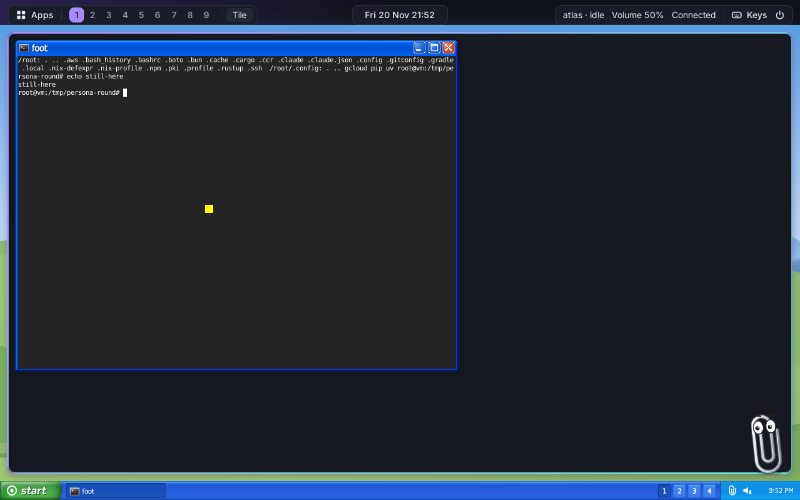 Apps 1 2 3 4 5 6 7 8 9 Tile Fri 20 Nov 21:52 atlas · idle Volume 50% Connected Keys
foot
/root: . .. .aws .bash_history .bashrc .boto .bun .cache .cargo .ccr .claude .claude.json .config .gitconfig .gradle
.local .nix-defexpr .nix-profile .npm .pki .profile .rustup .ssh /root/.config: . .. gcloud pip uv root@vm:/tmp/pe
rsona-round# echo still-here
still-here
root@vm:/tmp/persona-round#
start foot 1 2 3 4 9:52 PM